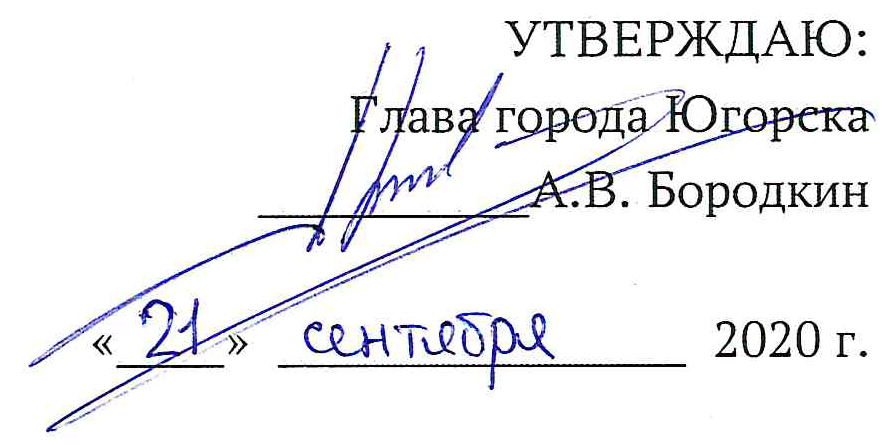 УТВЕРЖДАЮ:
Глава города Югорска
А.В. Бородкин
« 21 » сентября 2020 г.